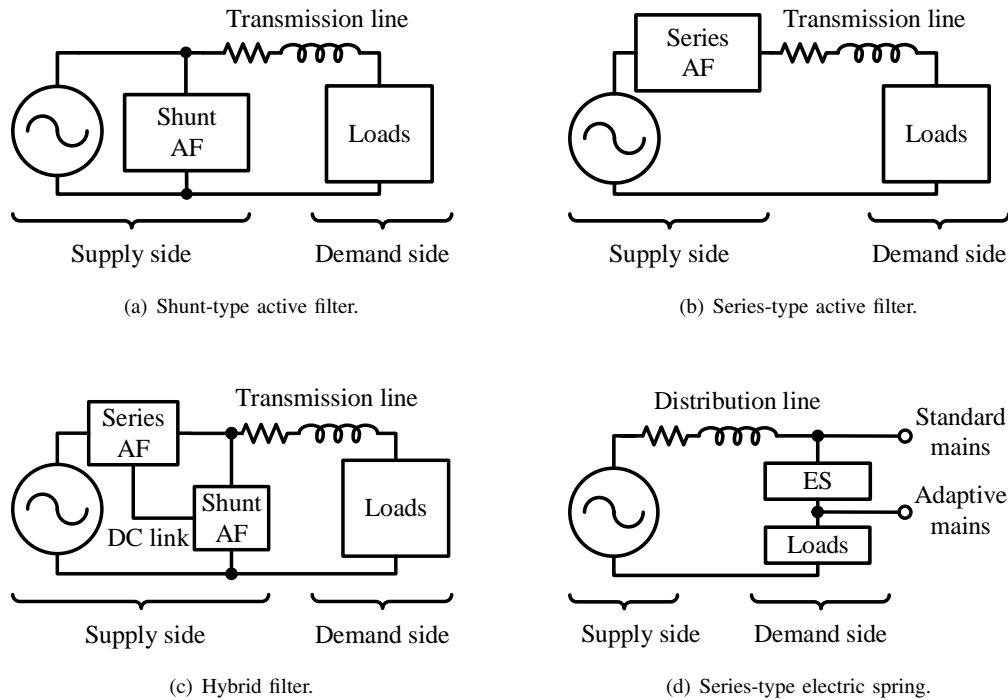 Transmission line
Shunt
AF
Loads
Supply side
Demand side
(a) Shunt-type active filter.
Transmission line
Series
AF
Loads
Supply side
Demand side
(b) Series-type active filter.
Transmission line
Series
AF
Shunt
AF
DC link
Loads
Supply side
Demand side
(c) Hybrid filter.
Distribution line
Standard
mains
ES
Adaptive
mains
Loads
Supply side
Demand side
(d) Series-type electric spring.